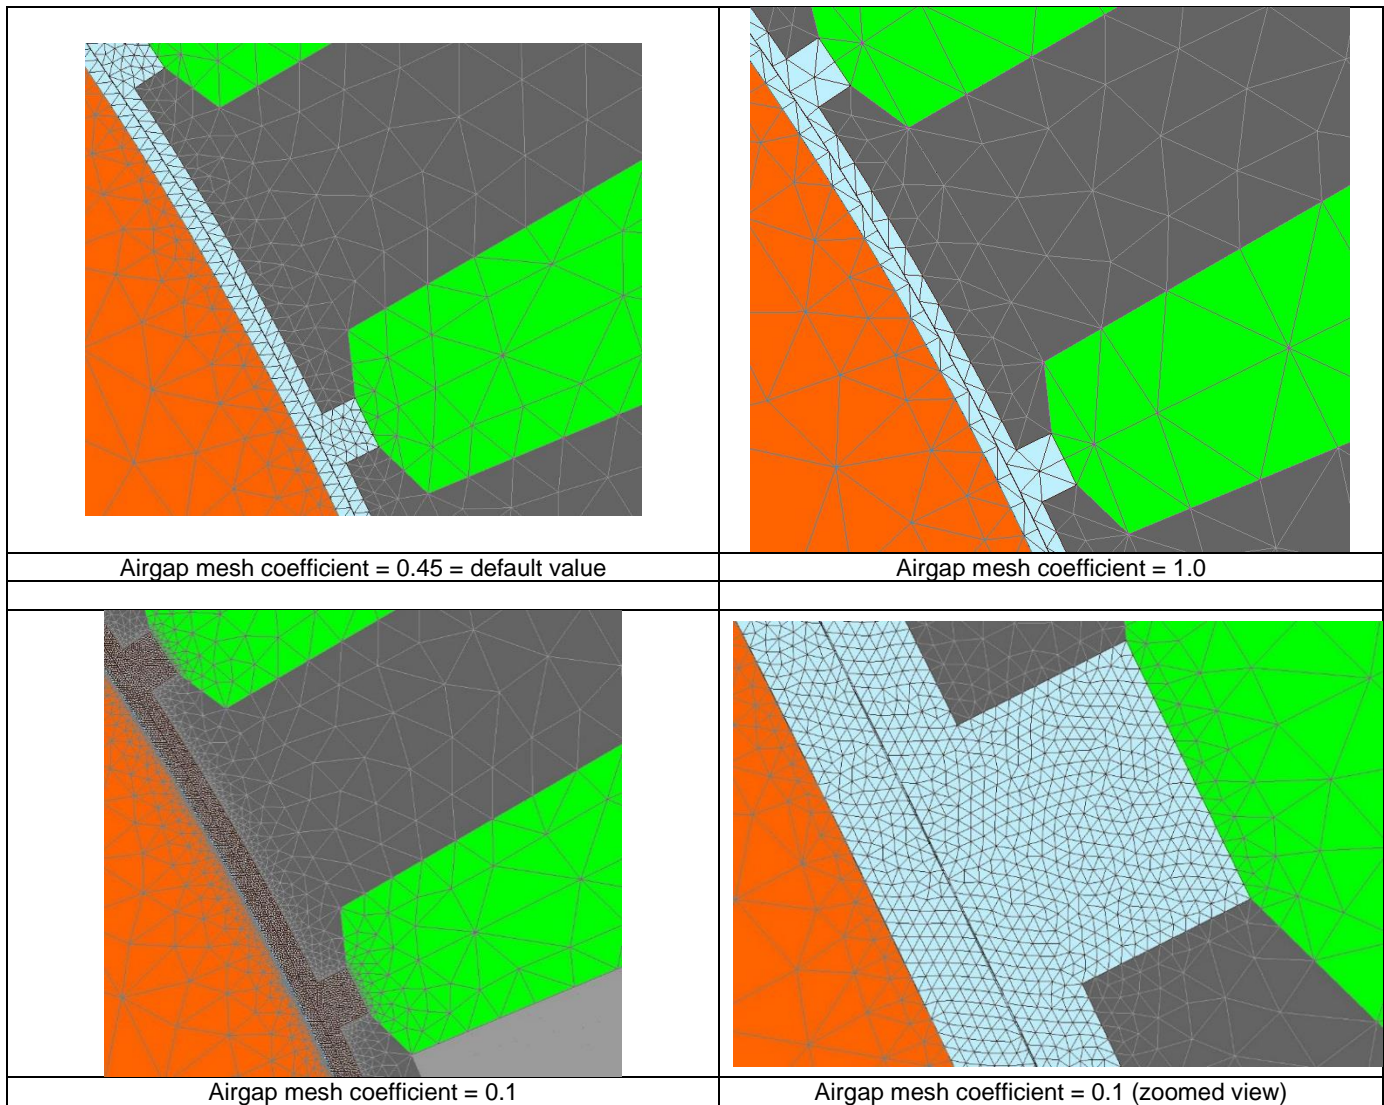 Airgap mesh coefficient = 0.45 = default value
Airgap mesh coefficient = 1.0
Airgap mesh coefficient = 0.1
Airgap mesh coefficient = 0.1 (zoomed view)